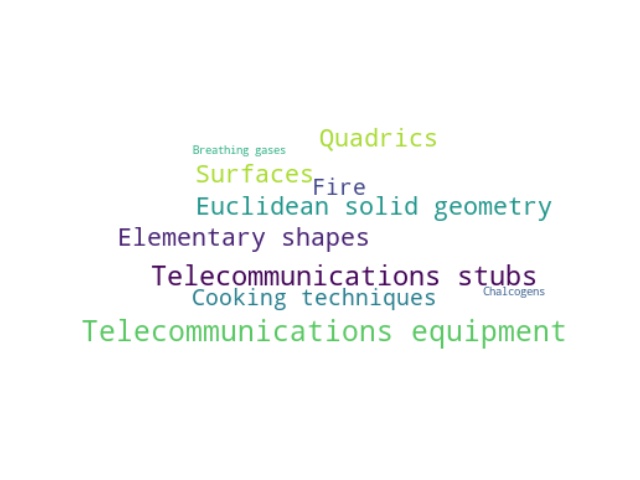 Quadrics
Breathing gases
Surfaces
Fire
Euclidean solid geometry
Elementary shapes
Telecommunications stubs
Chalcogens
Cooking techniques
Telecommunications equipment